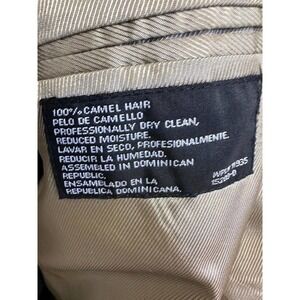 100% CAMEL HAIR
PELO DE CAMELLO
PROFESSIONALLY DRY CLEAN,
REDUCED MOISTURE.
LAVAR EN SECO, PROFESIONALMENTE.
REDUCIR LA HUMEDAD.
ASSEMBLED IN DOMINICAN
REPUBLIC.
ENSAMBLADO EN LA
REPUBLICA DOMINICANA.